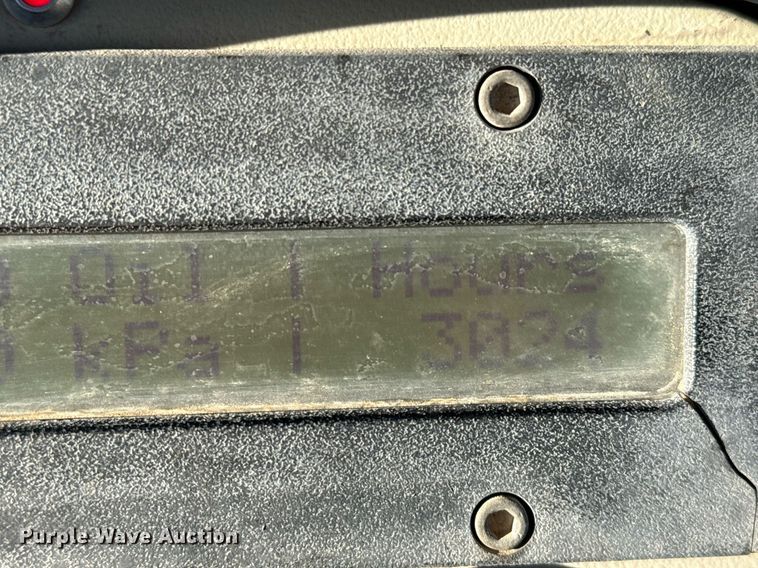 Oil | Hours
kPa | 3024
Purple Wave Auction